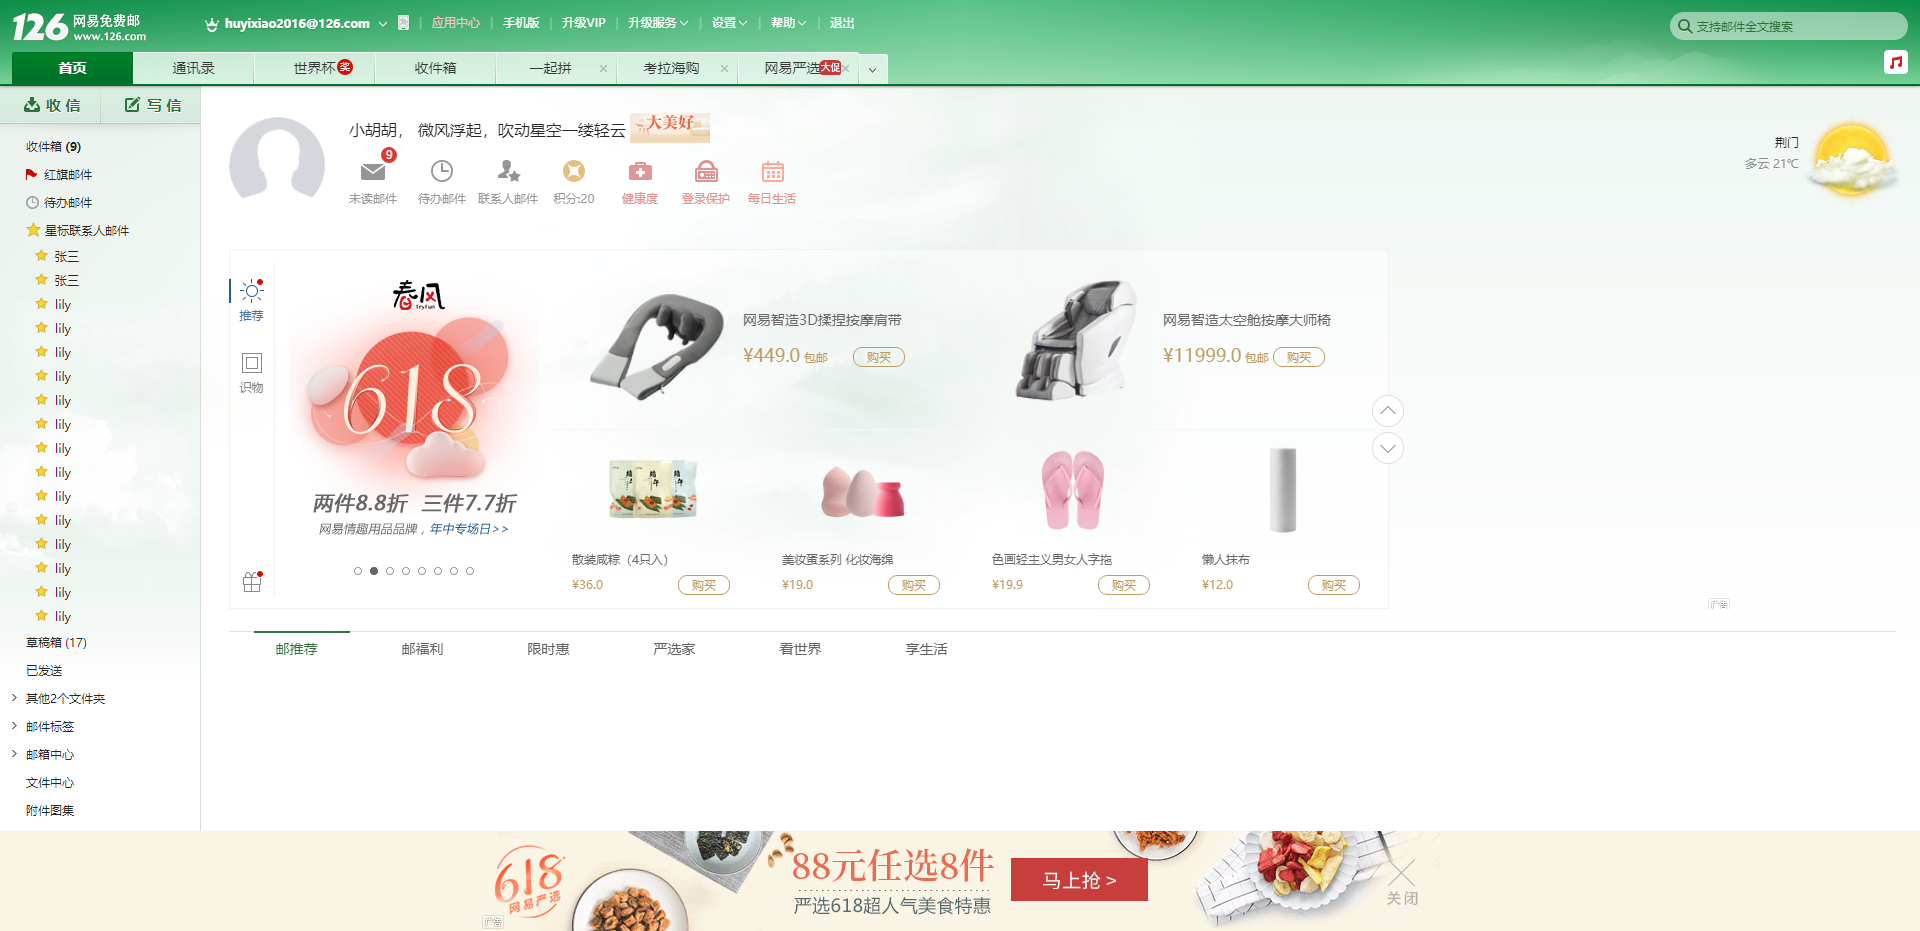 126 网易免费邮
www.126.com
huyixiao2016@126.com
应用中心 | 手机版 | 升级VIP | 升级服务 | 设置 | 帮助 | 退出
支持邮件全文搜索
首页
通讯录
世界杯 奖
收件箱
一起拼 ×
考拉海购 ×
网易严选 大促 ×
收 信
写 信
收件箱 (9)
红旗邮件
待办邮件
星标联系人邮件
张三
张三
lily
lily
lily
lily
lily
lily
lily
lily
lily
lily
lily
lily
lily
lily
草稿箱 (17)
已发送
其他2个文件夹
邮件标签
邮箱中心
文件中心
附件图集
小胡胡， 微风浮起，吹动星空一缕轻云
大美好
9
未读邮件
待办邮件
联系人邮件
积分:20
健康度
登录保护
每日生活
荆门
多云 21℃
推荐
识物
春风
TryFun
618
两件8.8折 三件7.7折
网易情趣用品品牌，年中专场日>>
网易智造3D揉捏按摩肩带
¥449.0 包邮 购买
网易智造太空舱按摩大师椅
¥11999.0 包邮 购买
端午 端午 端午
散装咸粽（4只入）
¥36.0 购买
美妆蛋系列 化妆海绵
¥19.0 购买
色画轻主义男女人字拖
¥19.9 购买
懒人抹布
¥12.0 购买
广告
邮推荐
邮福利
限时惠
严选家
看世界
享生活
618
网易严选
广告
88元任选8件
严选618超人气美食特惠
马上抢 >
关闭